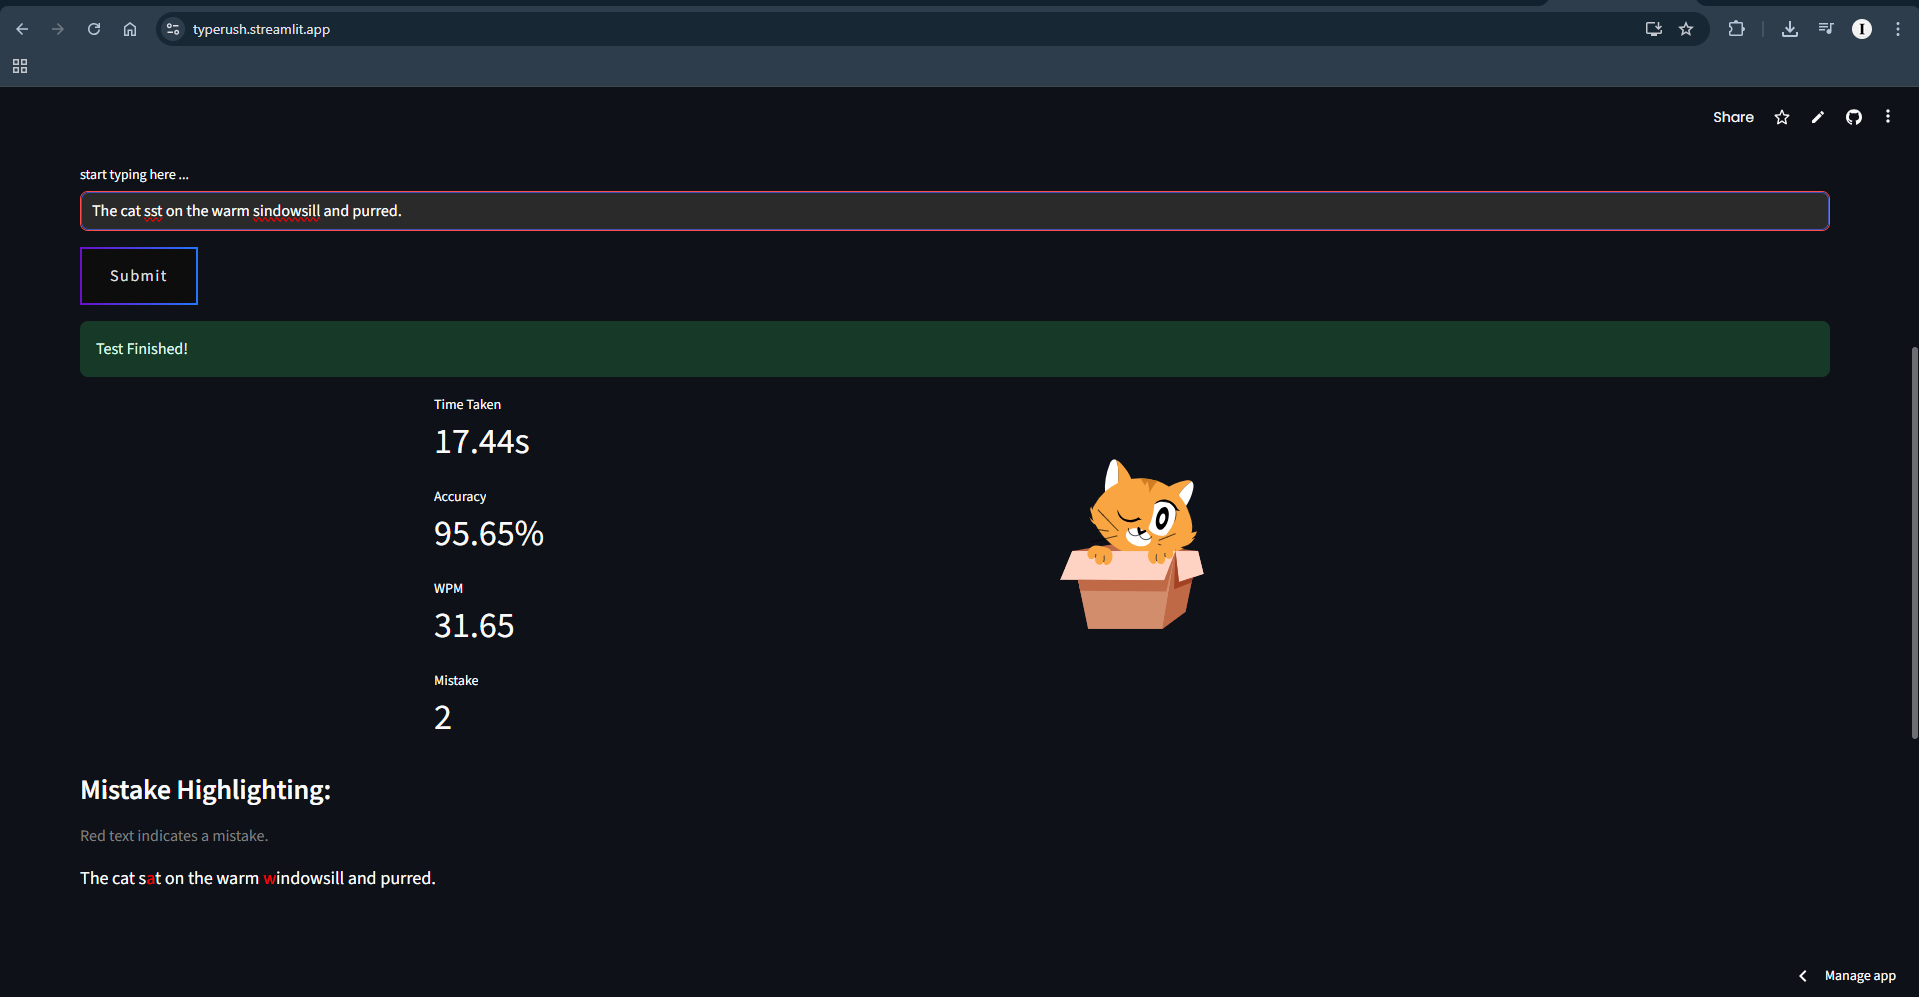 typerush.streamlit.app
I
Share
start typing here ...
The cat sst on the warm sindowsill and purred.
Submit
Test Finished!
Time Taken
17.44s
Accuracy
95.65%
WPM
31.65
Mistake
2
Mistake Highlighting:
Red text indicates a mistake.
The cat sat on the warm windowsill and purred.
Manage app